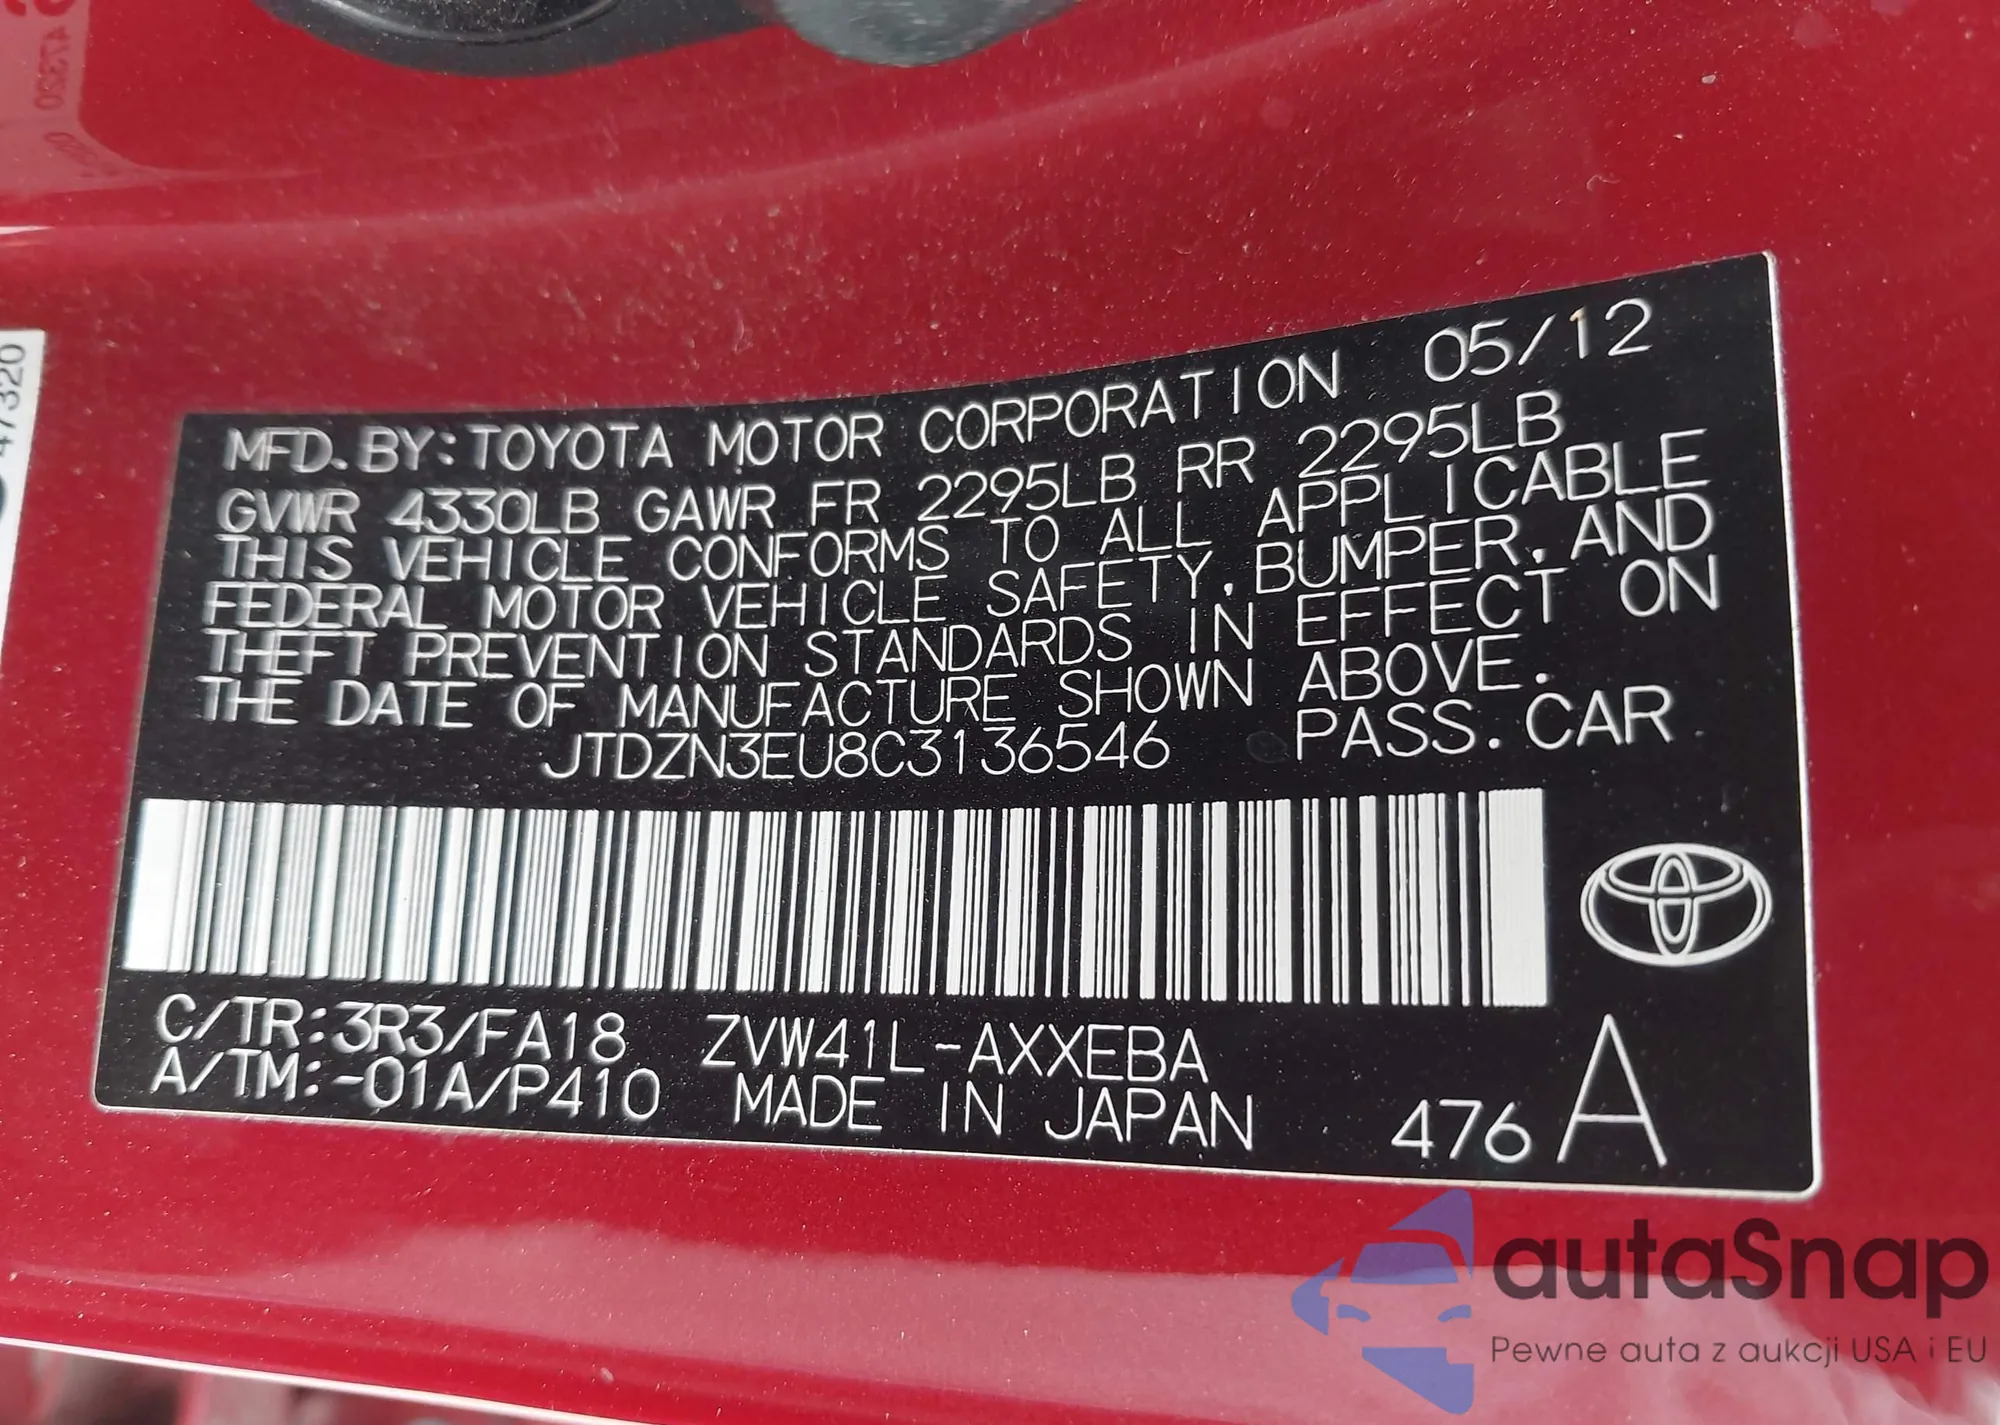 47320
MFD. BY: TOYOTA MOTOR CORPORATION 05/12
GVWR 4330LB GAWR FR 2295LB RR 2295LB
THIS VEHICLE CONFORMS TO ALL APPLICABLE
FEDERAL MOTOR VEHICLE SAFETY, BUMPER, AND
THEFT PREVENTION STANDARDS IN EFFECT ON
THE DATE OF MANUFACTURE SHOWN ABOVE.
JTDZN3EU8C3136546 PASS. CAR
C/TR:3R3/FA18 ZVW41L-AXXEBA
A/TM:-01A/P410 MADE IN JAPAN 476 A
autaSnap
Pewne auta z aukcji USA i EU